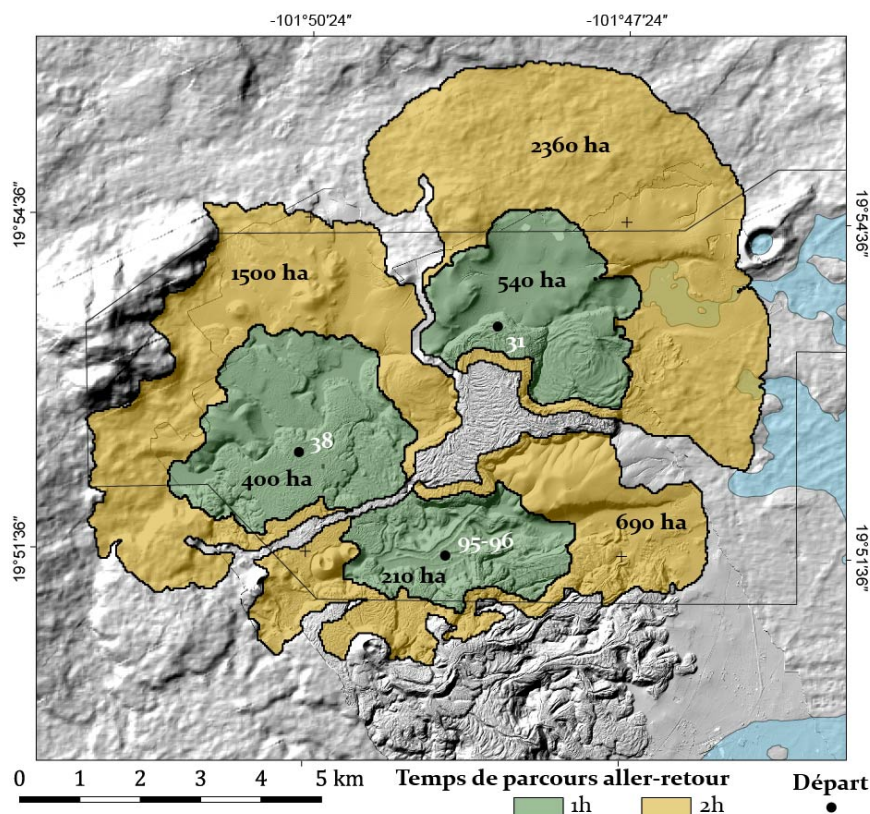 -101°50'24" -101°47'24"
2360 ha
19°54'36" 19°54'36"
1500 ha 540 ha
31
38
400 ha
690 ha
95-96
19°51'36" 19°51'36"
210 ha
0 1 2 3 4 5 km Temps de parcours aller-retour Départ
1h 2h